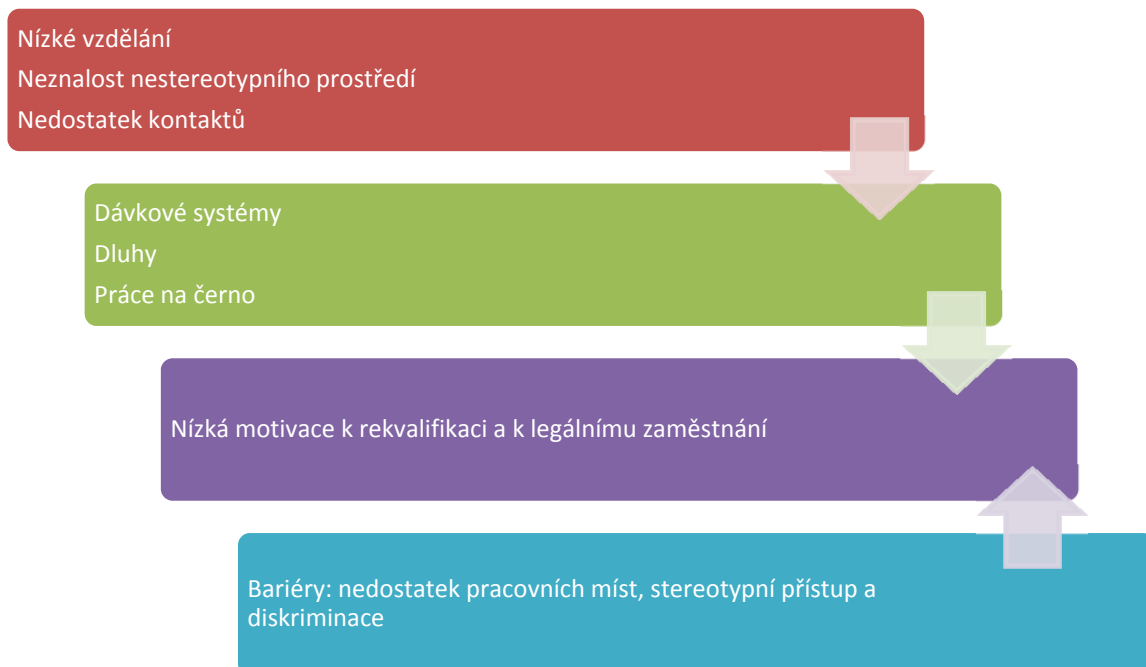 Nízké vzdělání
Neznalost nestereotypního prostředí
Nedostatek kontaktů
Dávkové systémy
Dluhy
Práce na černo
Nízká motivace k rekvalifikaci a k legálnímu zaměstnání
Bariéry: nedostatek pracovních míst, stereotypní přístup a
diskriminace